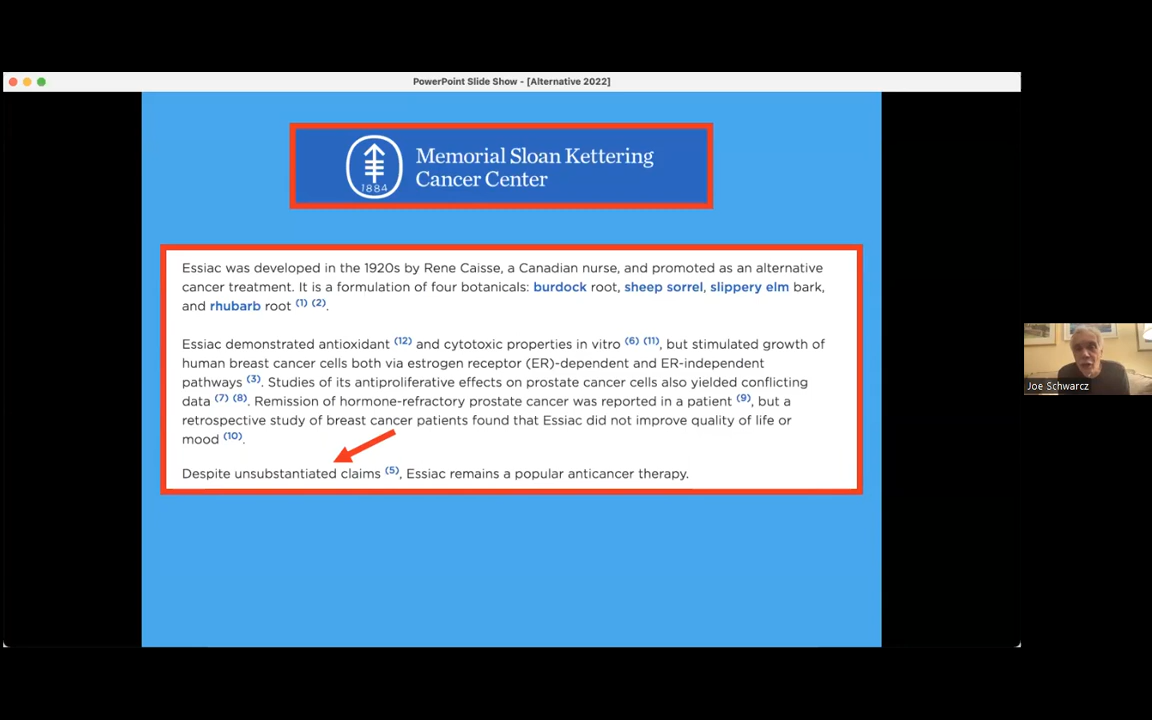 PowerPoint Slide Show - [Alternative 2022]
1884
Memorial Sloan Kettering
Cancer Center
Essiac was developed in the 1920s by Rene Caisse, a Canadian nurse, and promoted as an alternative
cancer treatment. It is a formulation of four botanicals: burdock root, sheep sorrel, slippery elm bark,
and rhubarb root (1) (2).
Essiac demonstrated antioxidant (12) and cytotoxic properties in vitro (6) (11), but stimulated growth of
human breast cancer cells both via estrogen receptor (ER)-dependent and ER-independent
pathways (3). Studies of its antiproliferative effects on prostate cancer cells also yielded conflicting
data (7) (8). Remission of hormone-refractory prostate cancer was reported in a patient (9), but a
retrospective study of breast cancer patients found that Essiac did not improve quality of life or
mood (10).
Despite unsubstantiated claims (5), Essiac remains a popular anticancer therapy.
Joe Schwarcz